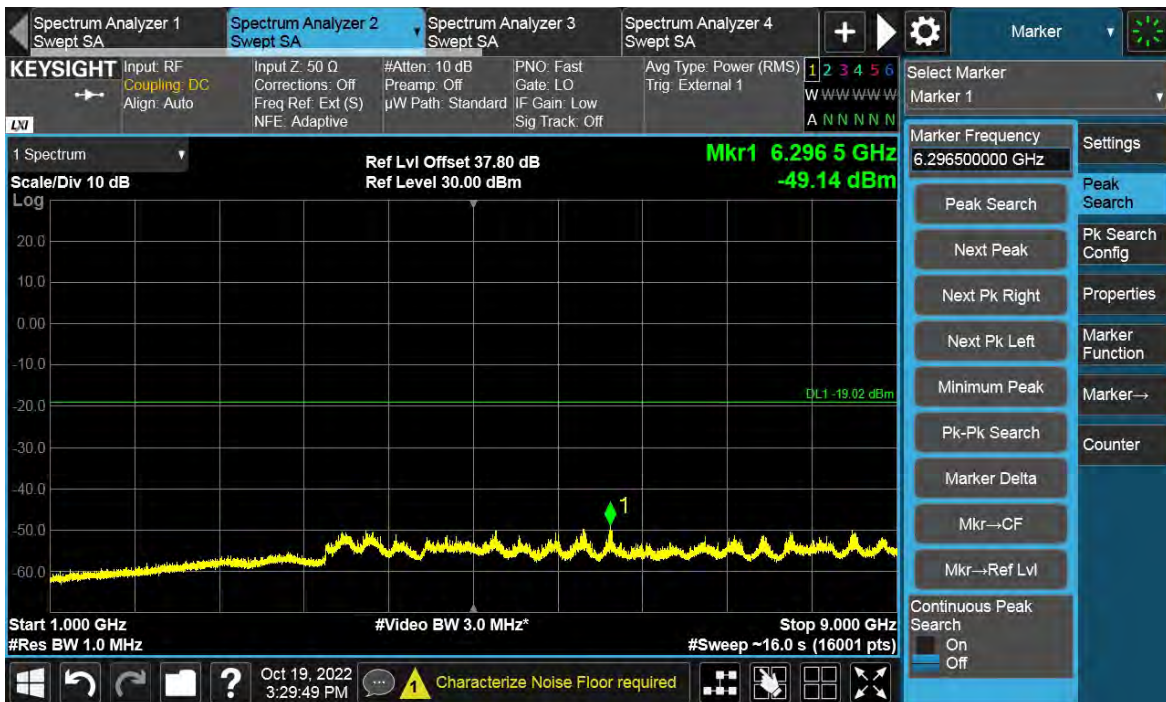 Spectrum Analyzer 1
Swept SA
Spectrum Analyzer 2
Swept SA
Spectrum Analyzer 3
Swept SA
Spectrum Analyzer 4
Swept SA
+
Marker
KEYSIGHT
LXI
Input: RF
Coupling: DC
Align: Auto
Input Z: 50 Ω
Corrections: Off
Freq Ref: Ext (S)
NFE: Adaptive
#Atten: 10 dB
Preamp: Off
µW Path: Standard
PNO: Fast
Gate: LO
IF Gain: Low
Sig Track: Off
Avg Type: Power (RMS)
Trig: External 1
1 2 3 4 5 6
W W W W W W
A N N N N N
Select Marker
Marker 1
1 Spectrum
Scale/Div 10 dB
Log
Ref Lvl Offset 37.80 dB
Ref Level 30.00 dBm
Mkr1 6.296 5 GHz
-49.14 dBm
20.0
10.0
0.00
-10.0
-20.0
-30.0
-40.0
-50.0
-60.0
DL1 -19.02 dBm
1
Start 1.000 GHz
#Res BW 1.0 MHz
#Video BW 3.0 MHz*
Stop 9.000 GHz
#Sweep ~16.0 s (16001 pts)
Marker Frequency
6.296500000 GHz
Peak Search
Next Peak
Next Pk Right
Next Pk Left
Minimum Peak
Pk-Pk Search
Marker Delta
Mkr→CF
Mkr→Ref Lvl
Continuous Peak
Search
On
Off
Settings
Peak
Search
Pk Search
Config
Properties
Marker
Function
Marker→
Counter
?
Oct 19, 2022
3:29:49 PM
1
Characterize Noise Floor required